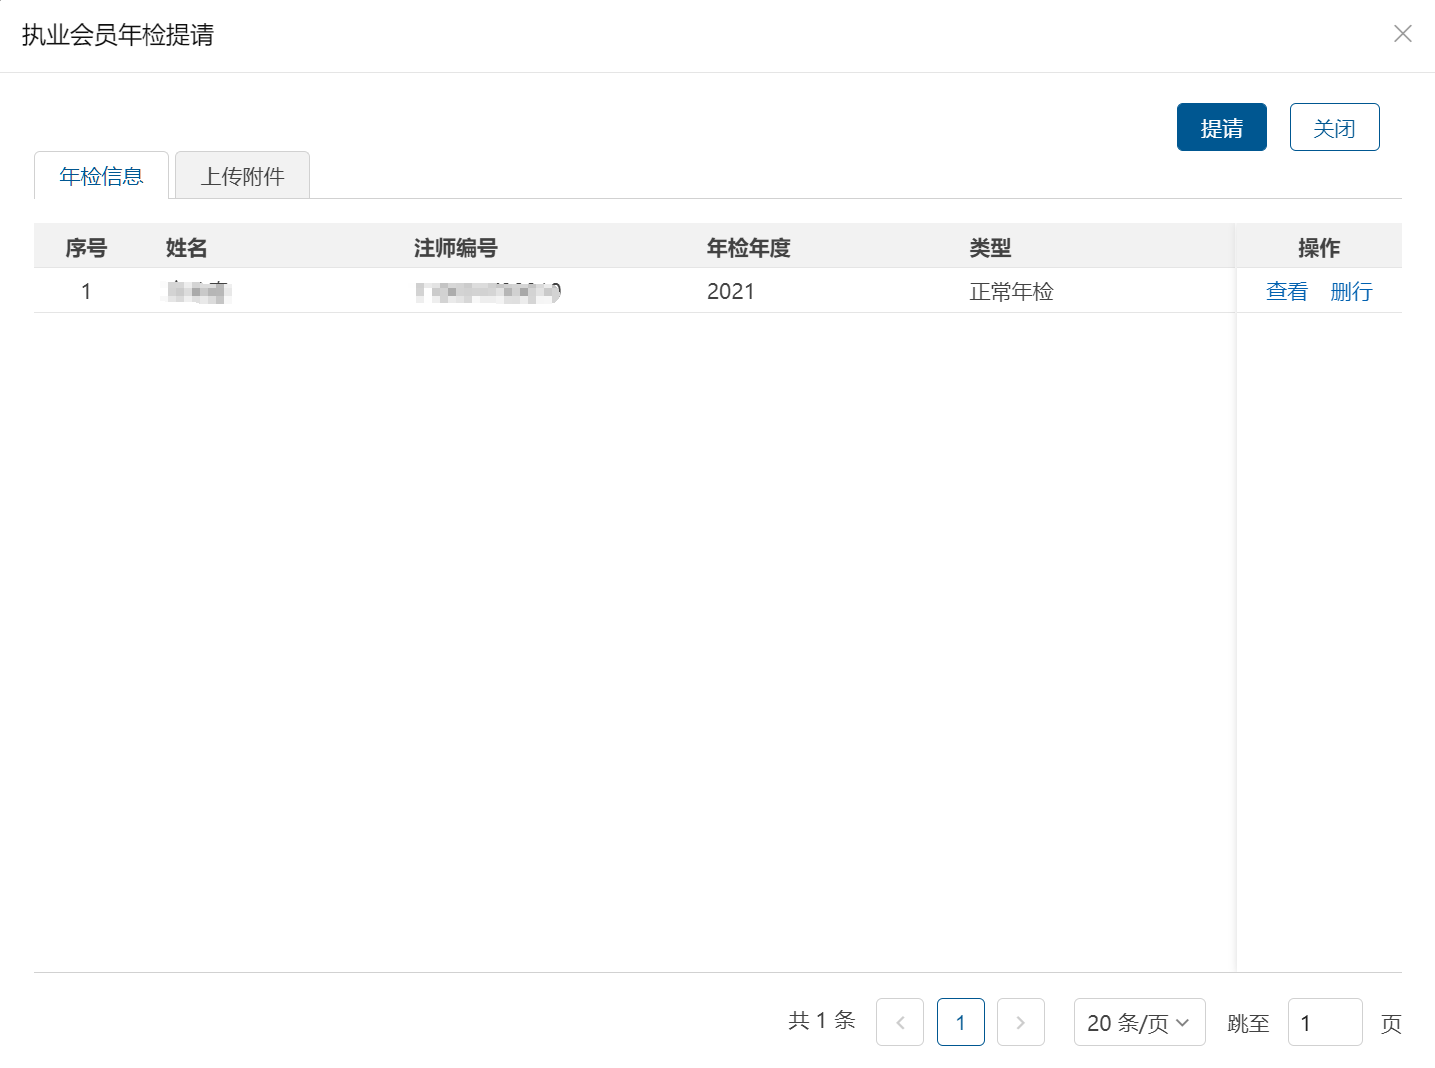 执业会员年检提请
提请 关闭
年检信息 上传附件
序号 姓名 注师编号 年检年度 类型 操作
1 2021 正常年检 查看 删行
共 1 条 1 20 条/页 跳至 1 页